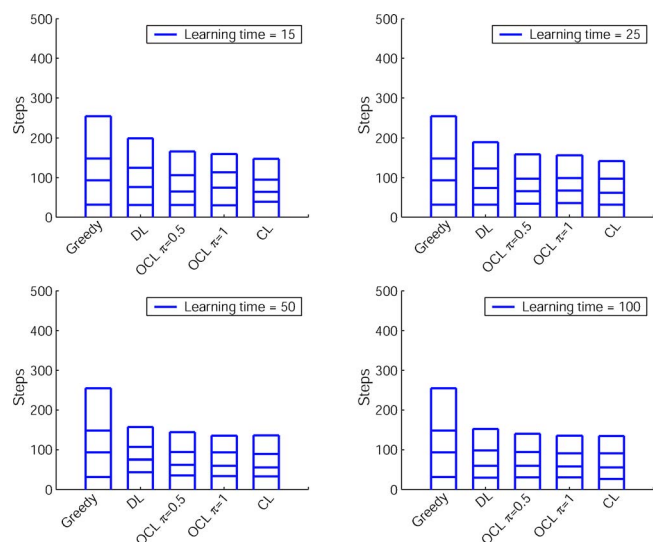 500
400
300
200
100
0
Steps
Learning time = 15
Greedy
DL
OCL π=0.5
OCL π=1
CL
500
400
300
200
100
0
Steps
Learning time = 25
Greedy
DL
OCL π=0.5
OCL π=1
CL
500
400
300
200
100
0
Steps
Learning time = 50
Greedy
DL
OCL π=0.5
OCL π=1
CL
500
400
300
200
100
0
Steps
Learning time = 100
Greedy
DL
OCL π=0.5
OCL π=1
CL